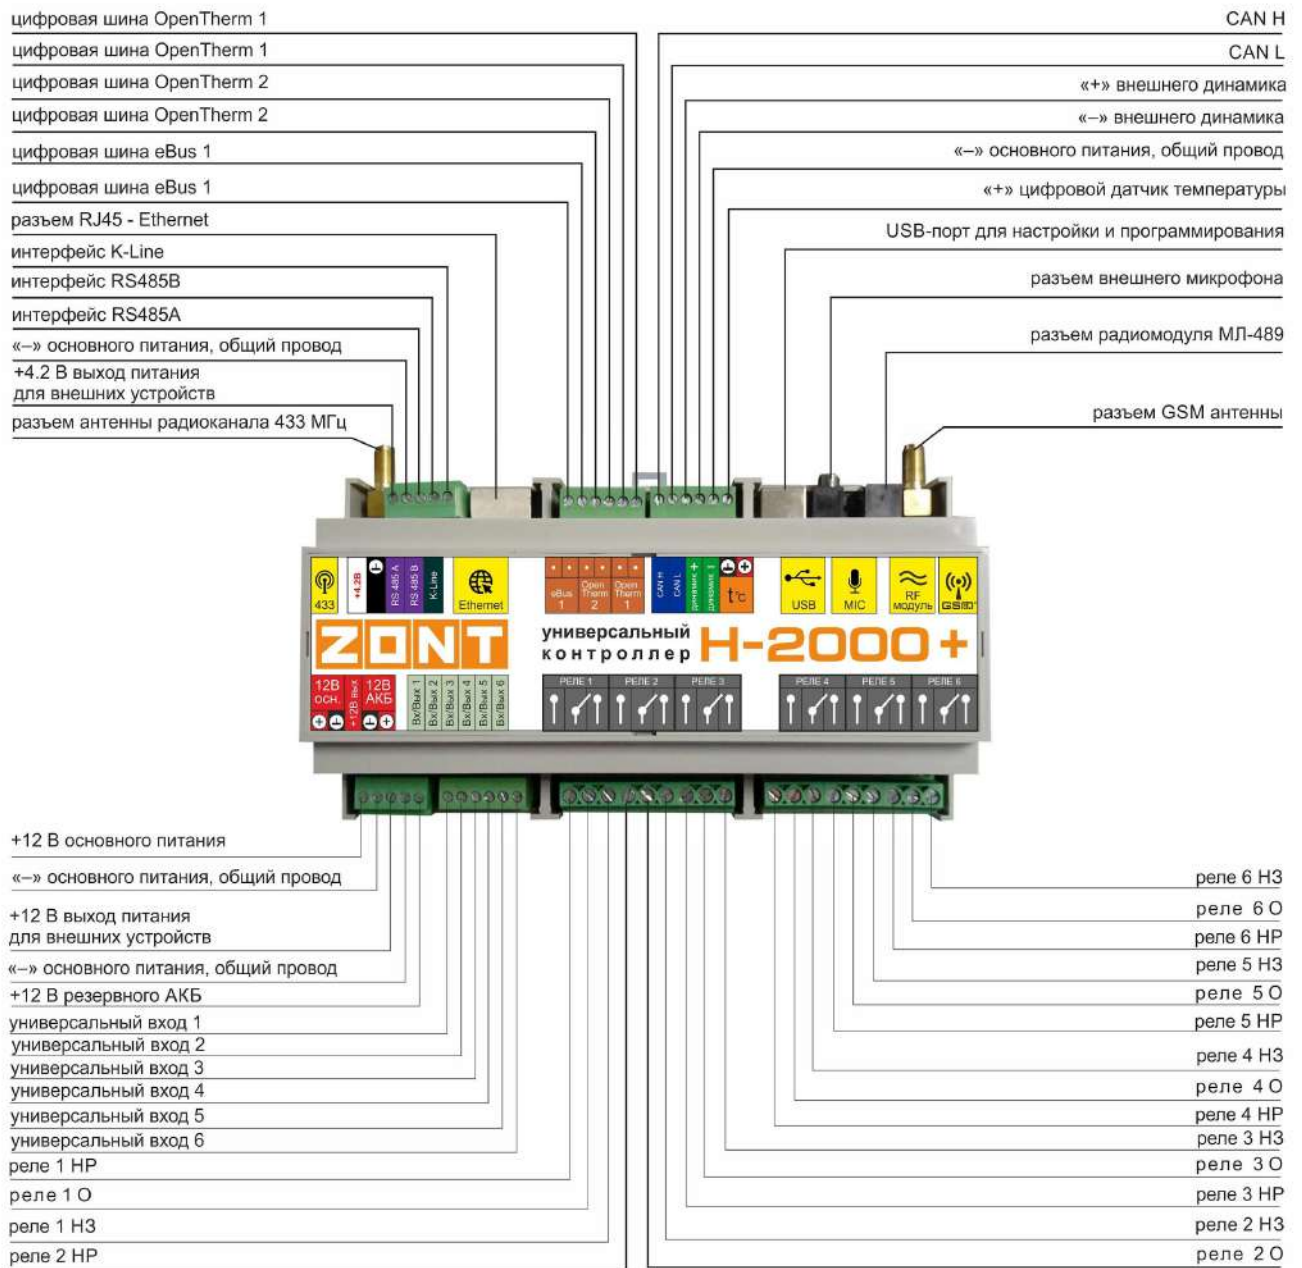 цифровая шина OpenTherm 1
цифровая шина OpenTherm 1
цифровая шина OpenTherm 2
цифровая шина OpenTherm 2
цифровая шина eBus 1
цифровая шина eBus 1
разъем RJ45 - Ethernet
интерфейс K-Line
интерфейс RS485B
интерфейс RS485A
«–» основного питания, общий провод
+4.2 В выход питания
для внешних устройств
разъем антенны радиоканала 433 МГц
CAN H
CAN L
«+» внешнего динамика
«–» внешнего динамика
«–» основного питания, общий провод
«+» цифровой датчик температуры
USB-порт для настройки и программирования
разъем внешнего микрофона
разъем радиомодуля МЛ-489
разъем GSM антенны
433
+4.2В
RS-485 A
RS-485 B
K-Line
Ethernet
eBus
1
Open
Therm
2
Open
Therm
1
CAN H
CAN L
динамик +
динамик –
t°C
USB
MIC
RF
модуль
GSM
ZONT
универсальный
контроллер
H-2000+
12В
осн.
+12В вых
12В
АКБ
Вх/Вых 1
Вх/Вых 2
Вх/Вых 3
Вх/Вых 4
Вх/Вых 5
Вх/Вых 6
РЕЛЕ 1
РЕЛЕ 2
РЕЛЕ 3
РЕЛЕ 4
РЕЛЕ 5
РЕЛЕ 6
+12 В основного питания
«–» основного питания, общий провод
+12 В выход питания
для внешних устройств
«–» основного питания, общий провод
+12 В резервного АКБ
универсальный вход 1
универсальный вход 2
универсальный вход 3
универсальный вход 4
универсальный вход 5
универсальный вход 6
реле 1 НР
реле 1 О
реле 1 НЗ
реле 2 НР
реле 6 НЗ
реле 6 О
реле 6 НР
реле 5 НЗ
реле 5 О
реле 5 НР
реле 4 НЗ
реле 4 О
реле 4 НР
реле 3 НЗ
реле 3 О
реле 3 НР
реле 2 НЗ
реле 2 О